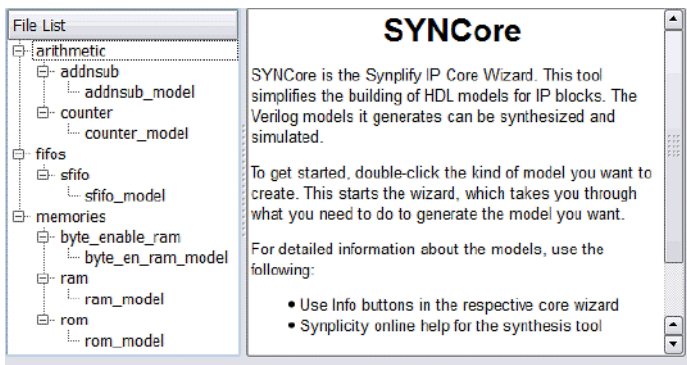 File List
arithmetic
addnsub
addnsub_model
counter
counter_model
fifos
sfifo
sfifo_model
memories
byte_enable_ram
byte_en_ram_model
ram
ram_model
rom
rom_model
SYNCore
SYNCore is the Synplify IP Core Wizard. This tool
simplifies the building of HDL models for IP blocks. The
Verilog models it generates can be synthesized and
simulated.
To get started, double-click the kind of model you want to
create. This starts the wizard, which takes you through
what you need to do to generate the model you want.
For detailed information about the models, use the
following:
• Use Info buttons in the respective core wizard
• Synplicity online help for the synthesis tool